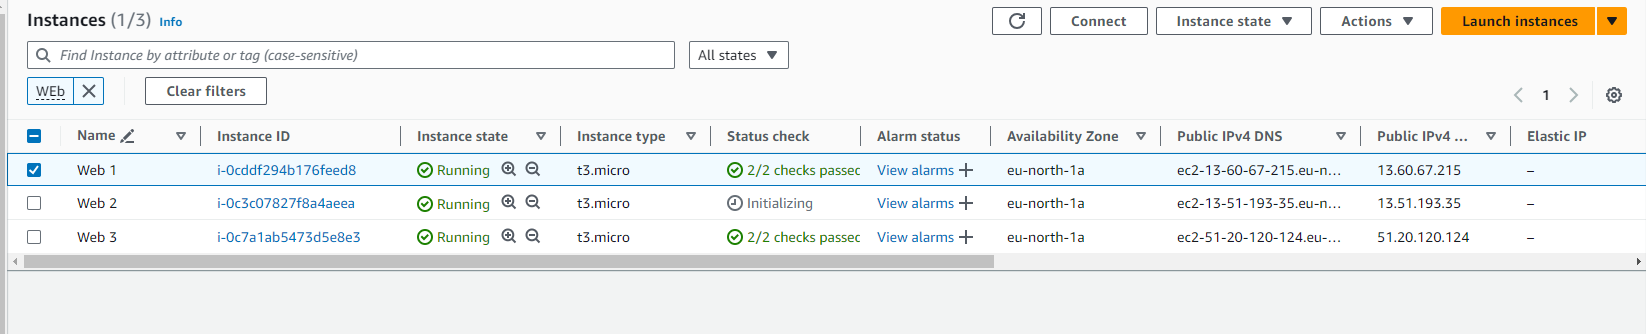 Instances (1/3) Info Connect Instance state Actions Launch instances
Find Instance by attribute or tag (case-sensitive) All states
WEb Clear filters
1
Name Instance ID Instance state Instance type Status check Alarm status Availability Zone Public IPv4 DNS Public IPv4 ... Elastic IP
Web 1 i-0cddf294b176feed8 Running t3.micro 2/2 checks passed View alarms + eu-north-1a ec2-13-60-67-215.eu-n... 13.60.67.215 –
Web 2 i-0c3c07827f8a4aeea Running t3.micro Initializing View alarms + eu-north-1a ec2-13-51-193-35.eu-n... 13.51.193.35 –
Web 3 i-0c7a1ab5473d5e8e3 Running t3.micro 2/2 checks passed View alarms + eu-north-1a ec2-51-20-120-124.eu-... 51.20.120.124 –